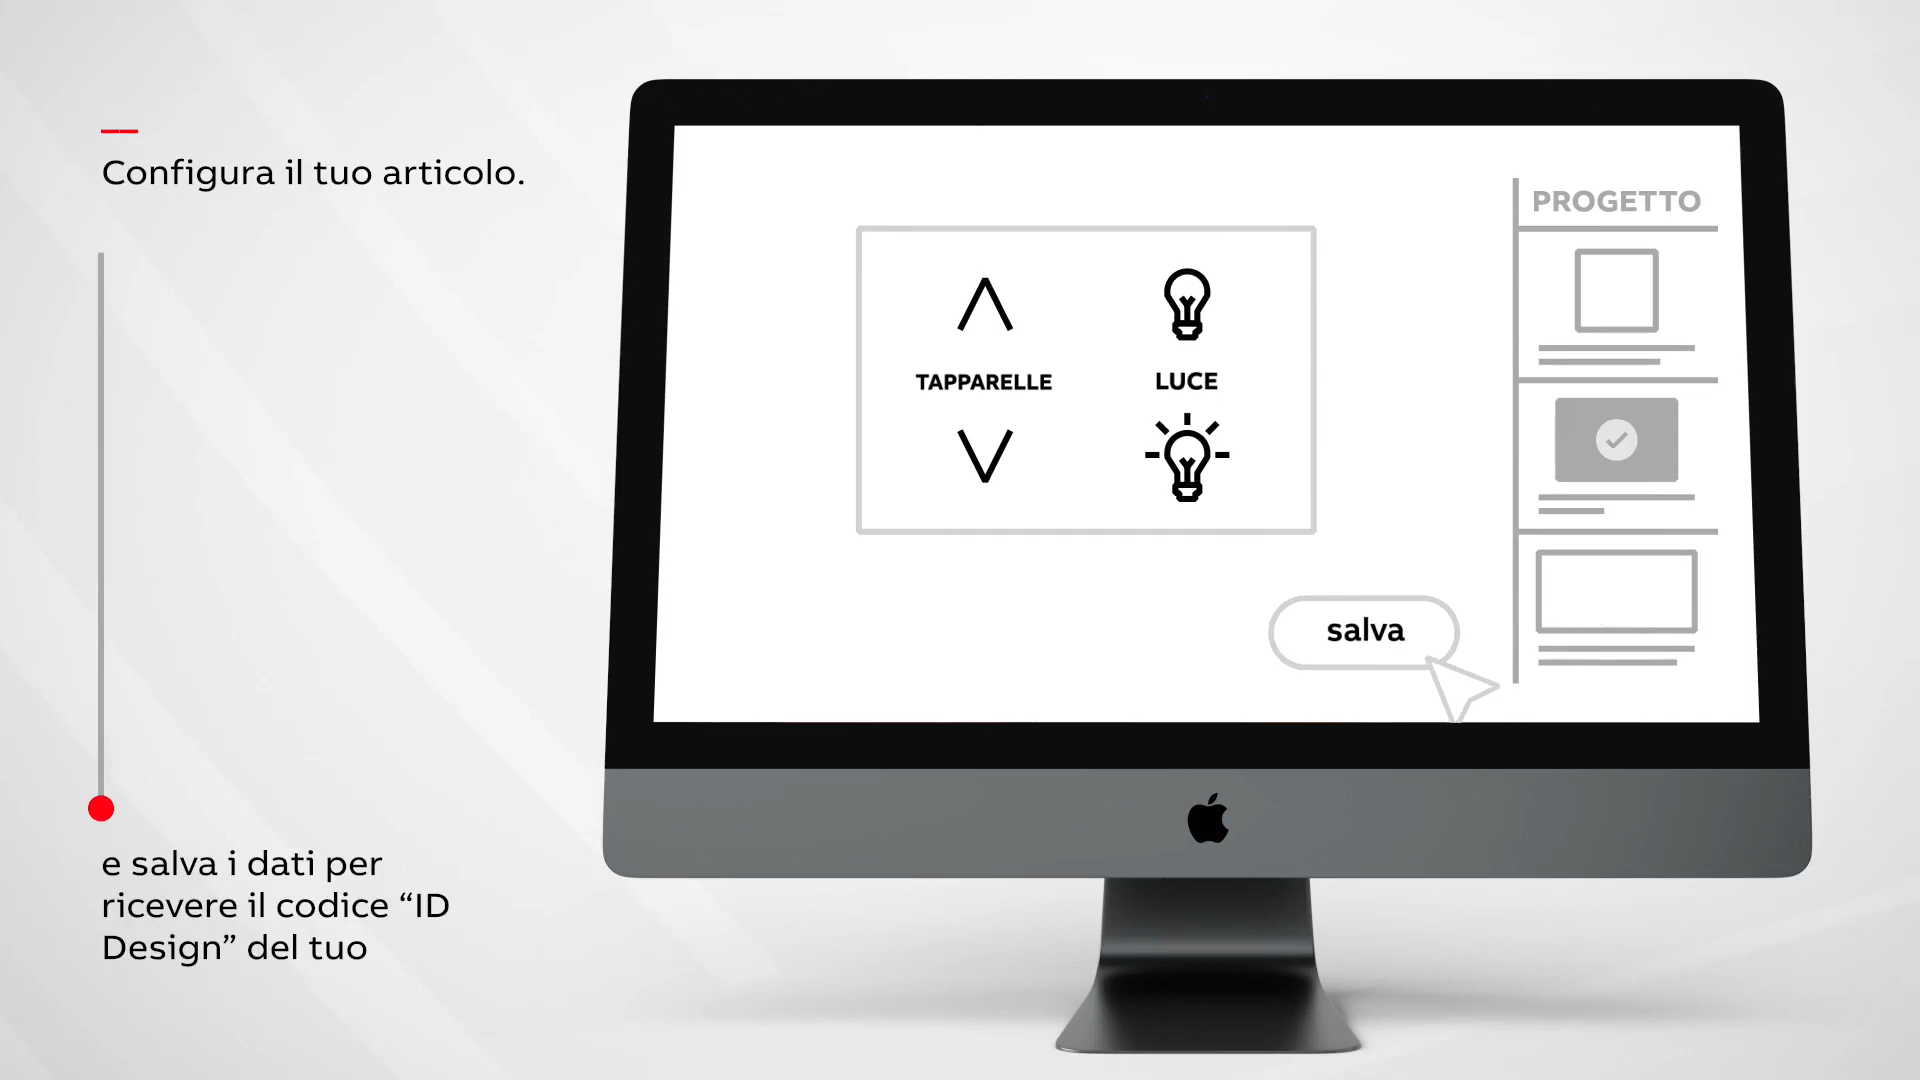 Configura il tuo articolo.
PROGETTO
TAPPARELLE
LUCE
salva
e salva i dati per
ricevere il codice “ID
Design” del tuo